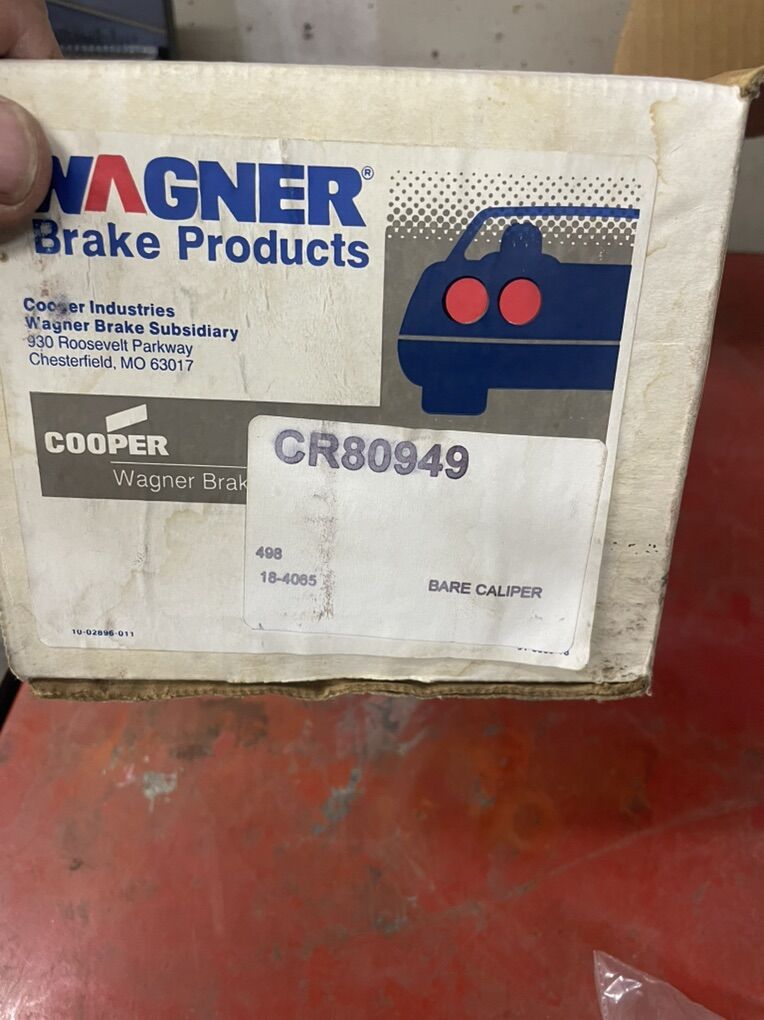 WAGNER®
Brake Products
Cooper Industries
Wagner Brake Subsidiary
930 Roosevelt Parkway
Chesterfield, MO 63017
COOPER
Wagner Brak
CR80949
498
18-4065
BARE CALIPER
10-02896-011